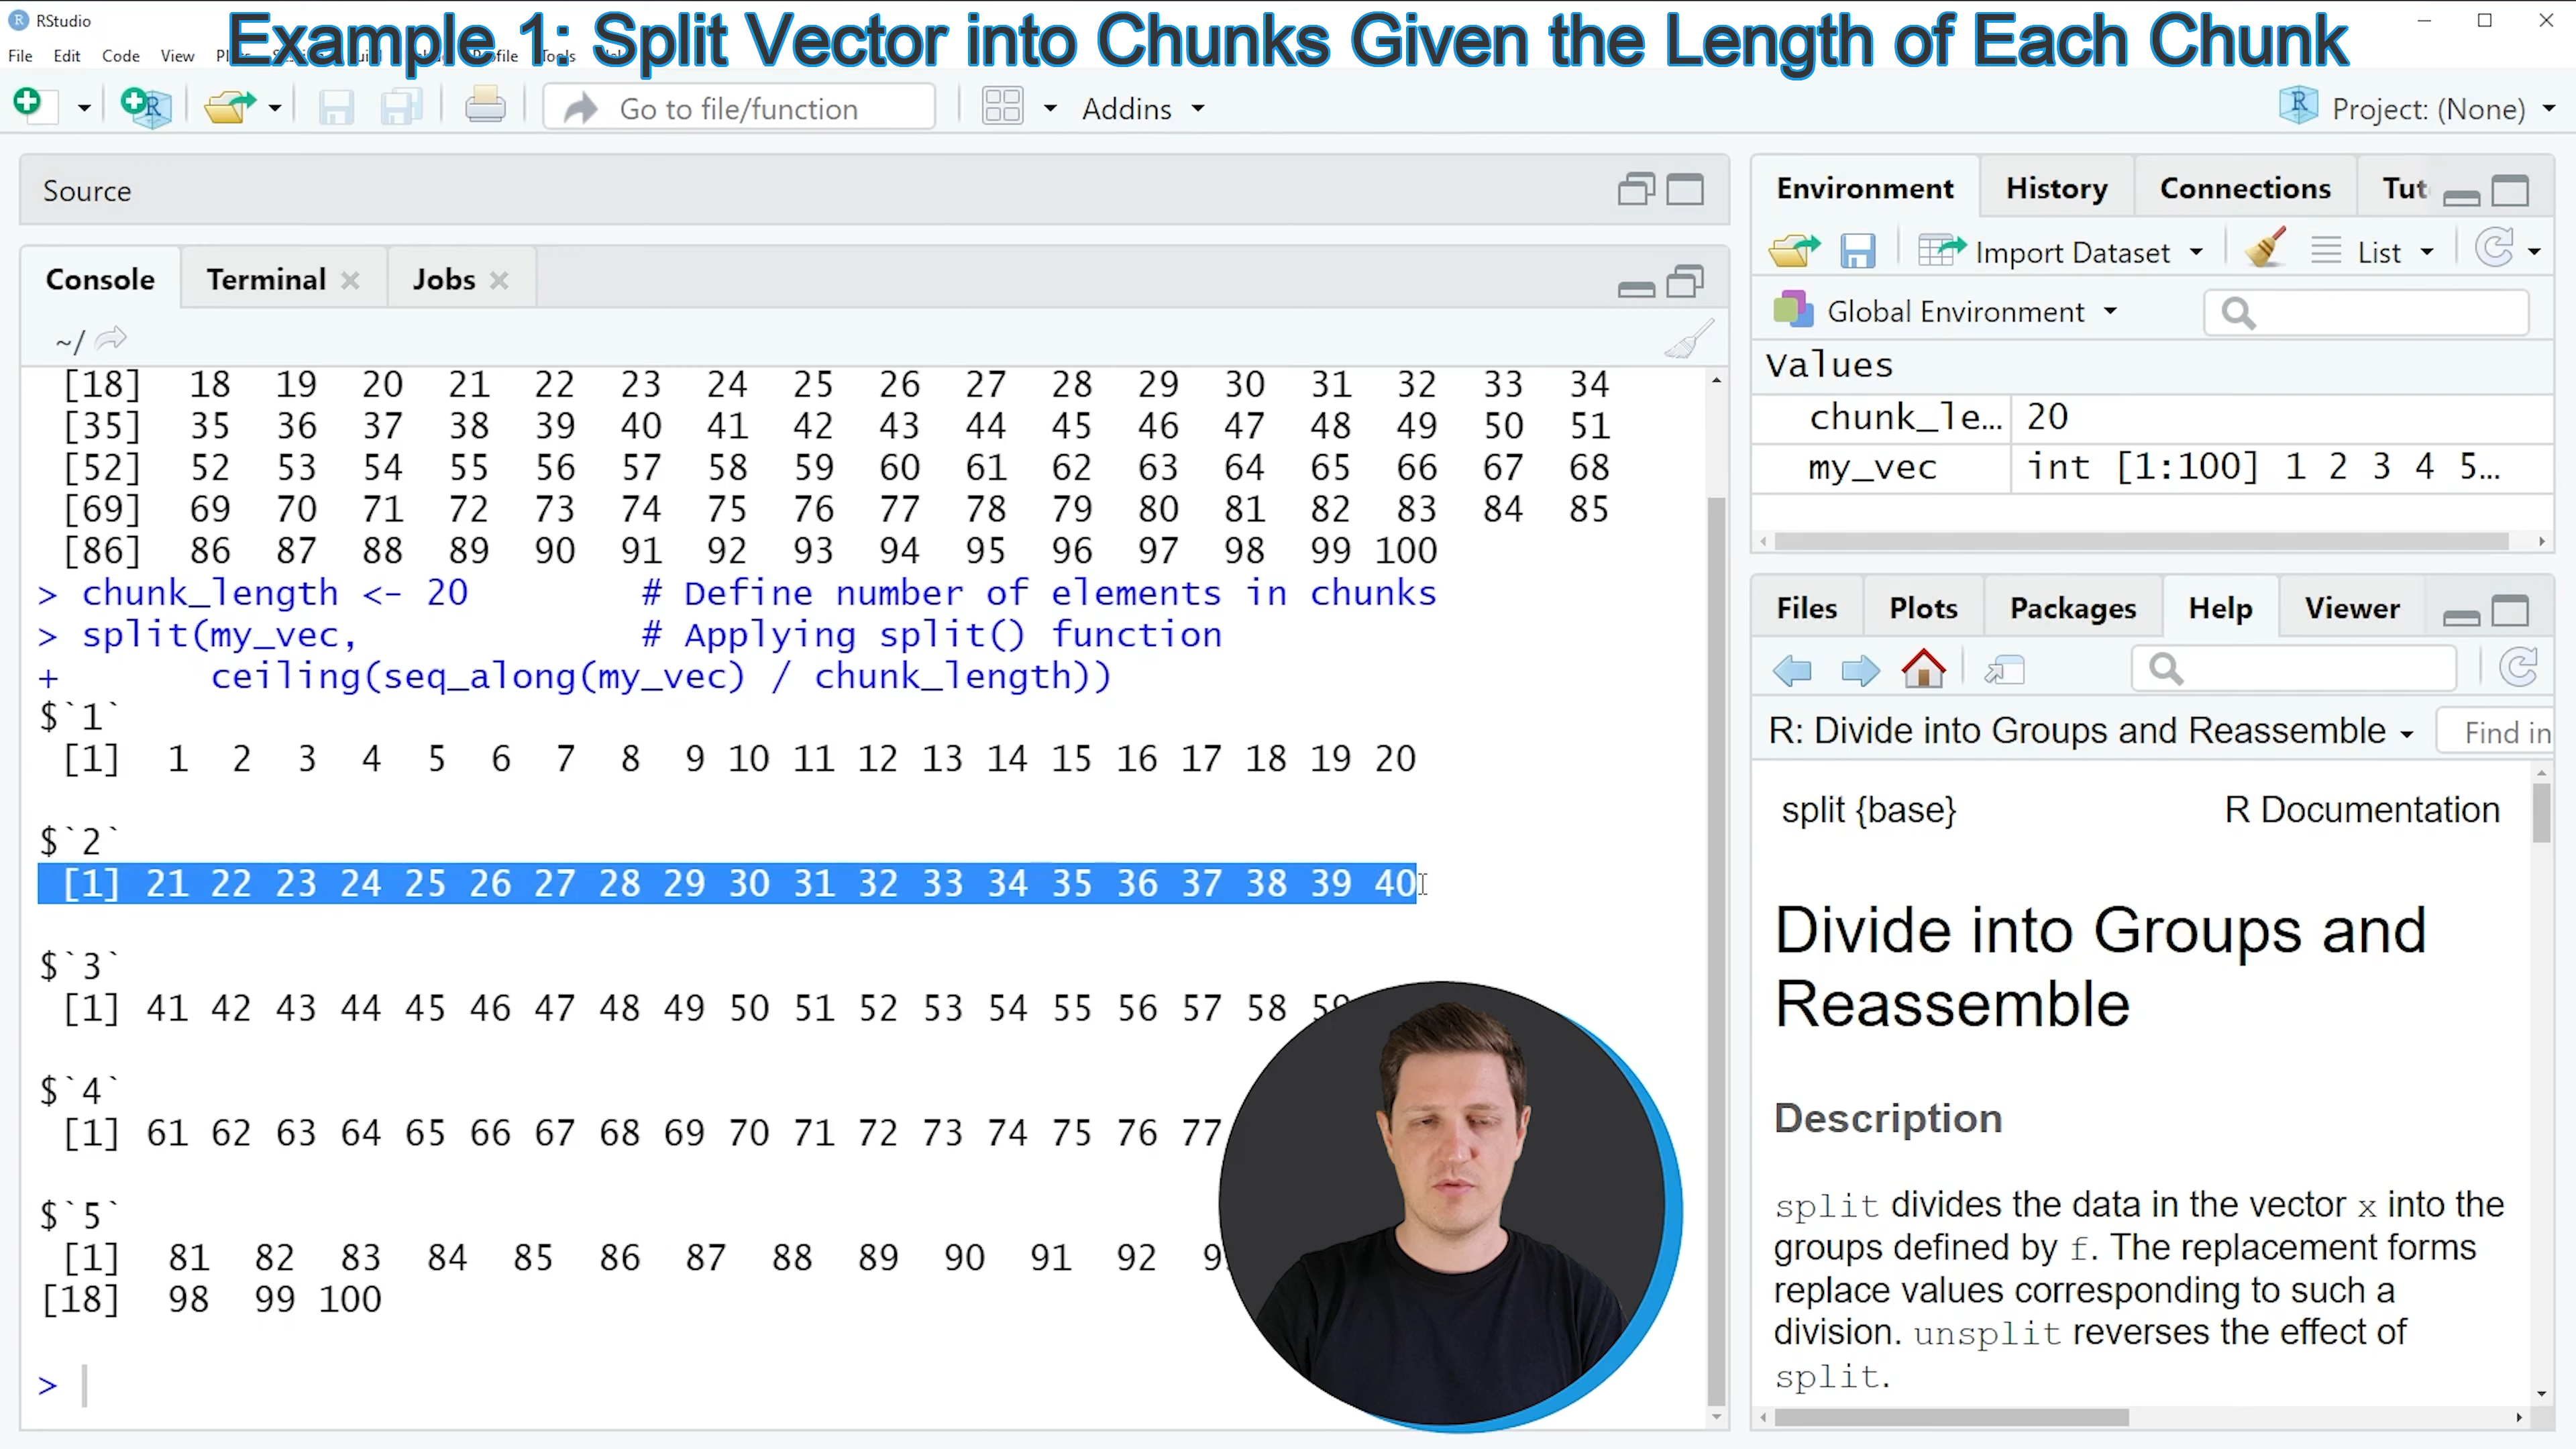 RStudio
Example 1: Split Vector into Chunks Given the Length of Each Chunk
File Edit Code View
Go to file/function
Addins
Project: (None)
Source
Console Terminal Jobs
~/
[18] 18 19 20 21 22 23 24 25 26 27 28 29 30 31 32 33 34
[35] 35 36 37 38 39 40 41 42 43 44 45 46 47 48 49 50 51
[52] 52 53 54 55 56 57 58 59 60 61 62 63 64 65 66 67 68
[69] 69 70 71 72 73 74 75 76 77 78 79 80 81 82 83 84 85
[86] 86 87 88 89 90 91 92 93 94 95 96 97 98 99 100
> chunk_length <- 20 # Define number of elements in chunks
> split(my_vec, # Applying split() function
+ ceiling(seq_along(my_vec) / chunk_length))
$`1`
[1] 1 2 3 4 5 6 7 8 9 10 11 12 13 14 15 16 17 18 19 20
$`2`
[1] 21 22 23 24 25 26 27 28 29 30 31 32 33 34 35 36 37 38 39 40
$`3`
[1] 41 42 43 44 45 46 47 48 49 50 51 52 53 54 55 56 57 58 59
$`4`
[1] 61 62 63 64 65 66 67 68 69 70 71 72 73 74 75 76 77
$`5`
[1] 81 82 83 84 85 86 87 88 89 90 91 92
[18] 98 99 100
>
Environment History Connections Tut
Import Dataset List
Global Environment
Values
chunk_le… 20
my_vec int [1:100] 1 2 3 4 5…
Files Plots Packages Help Viewer
R: Divide into Groups and Reassemble Find in
split {base} R Documentation
Divide into Groups and
Reassemble
Description
split divides the data in the vector x into the
groups defined by f. The replacement forms
replace values corresponding to such a
division. unsplit reverses the effect of
split.